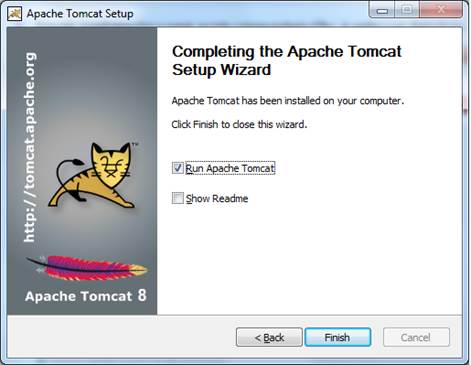 Apache Tomcat Setup
http://tomcat.apache.org
TM
Apache Tomcat 8
Completing the Apache Tomcat
Setup Wizard
Apache Tomcat has been installed on your computer.
Click Finish to close this wizard.
Run Apache Tomcat
Show Readme
< Back
Finish
Cancel